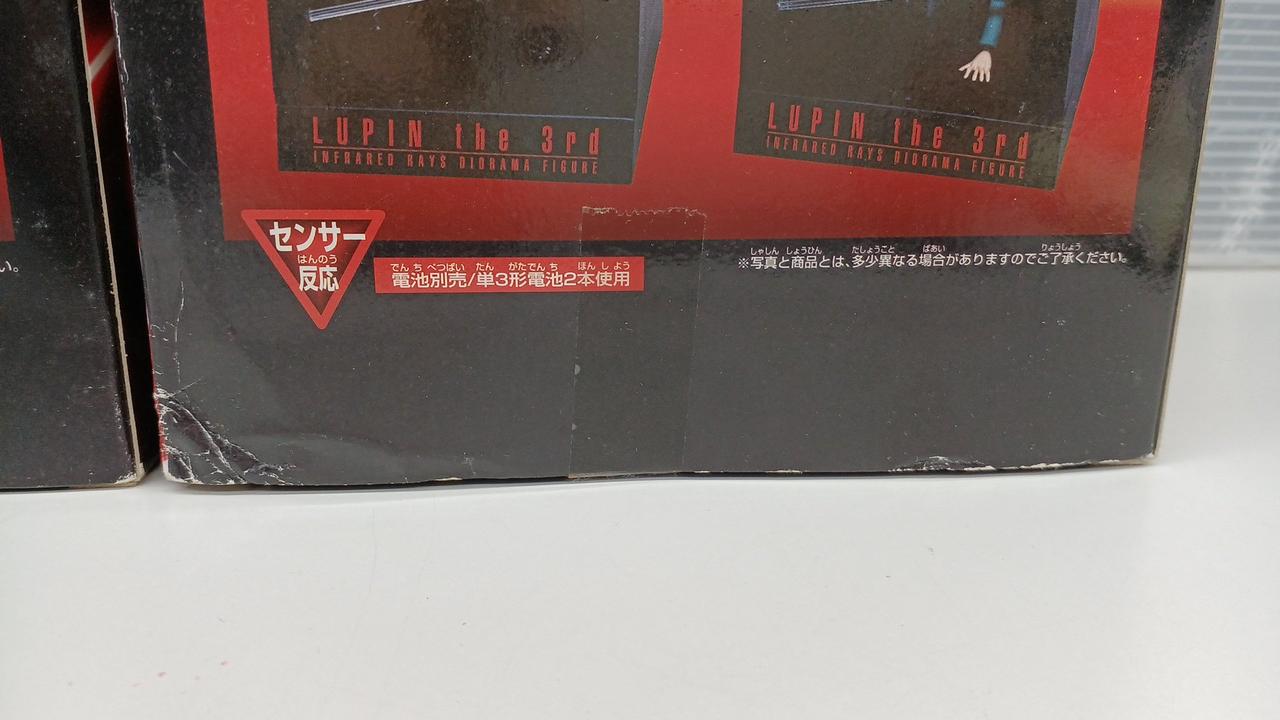 LUPIN the 3rd
INFRARED RAYS DIORAMA FIGURE
LUPIN the 3rd
INFRARED RAYS DIORAMA FIGURE
センサー
はんのう
反応
でんちべつばい たん がたでんち ほんしよう
電池別売/単3形電池2本使用
しゃしん しょうひん たしょうこと ばあい りょうしょう
※写真と商品とは、多少異なる場合がありますのでご了承ください。
い。